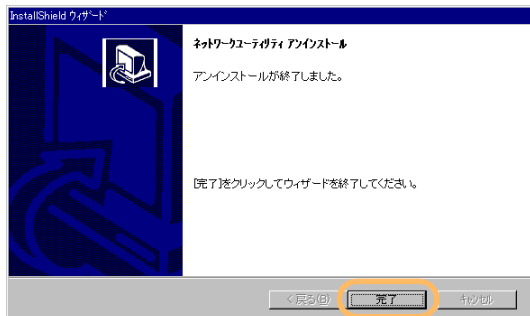 InstallShield ｳｨｻﾞｰﾄﾞ
ﾈｯﾄﾜｰｸﾕｰﾃｨﾘﾃｨ ｱﾝｲﾝｽﾄｰﾙ
アンインストールが終了しました。
[完了]をクリックしてウィザードを終了してください。
< 戻る(B)
完了
ｷｬﾝｾﾙ